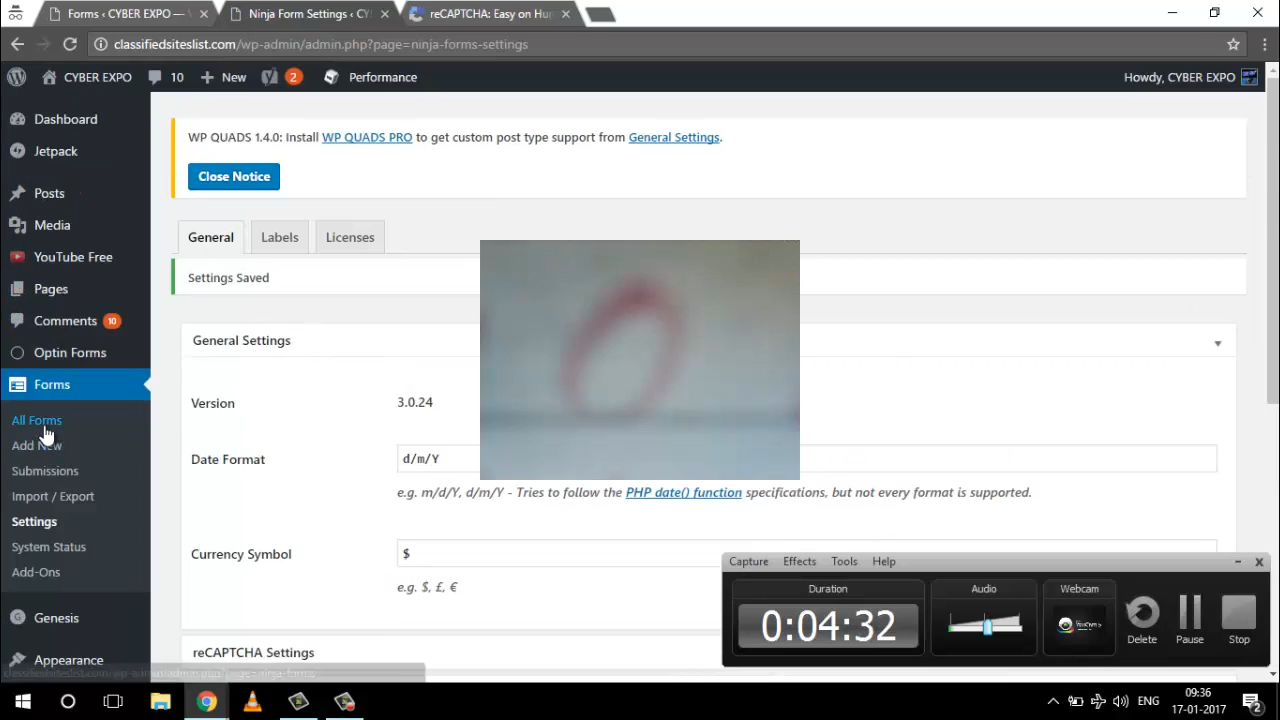 Forms ‹ CYBER EXPO —
Ninja Form Settings ‹ CY
reCAPTCHA: Easy on Hum
classifiedsiteslist.com/wp-admin/admin.php?page=ninja-forms-settings
CYBER EXPO
10
New
2
Performance
Howdy, CYBER EXPO
Dashboard
Jetpack
Posts
Media
YouTube Free
Pages
Comments 10
Optin Forms
Forms
All Forms
Add New
Submissions
Import / Export
Settings
System Status
Add-Ons
Genesis
Appearance
WP QUADS 1.4.0: Install WP QUADS PRO to get custom post type support from General Settings.
Close Notice
General
Labels
Licenses
Settings Saved
General Settings
Version
3.0.24
Date Format
d/m/Y
e.g. m/d/Y, d/m/Y - Tries to follow the PHP date() function specifications, but not every format is supported.
Currency Symbol
$
e.g. $, £, €
reCAPTCHA Settings
Capture Effects Tools Help
Duration
0:04:32
Audio
Webcam
Delete
Pause
Stop
ENG
09:36
17-01-2017
2